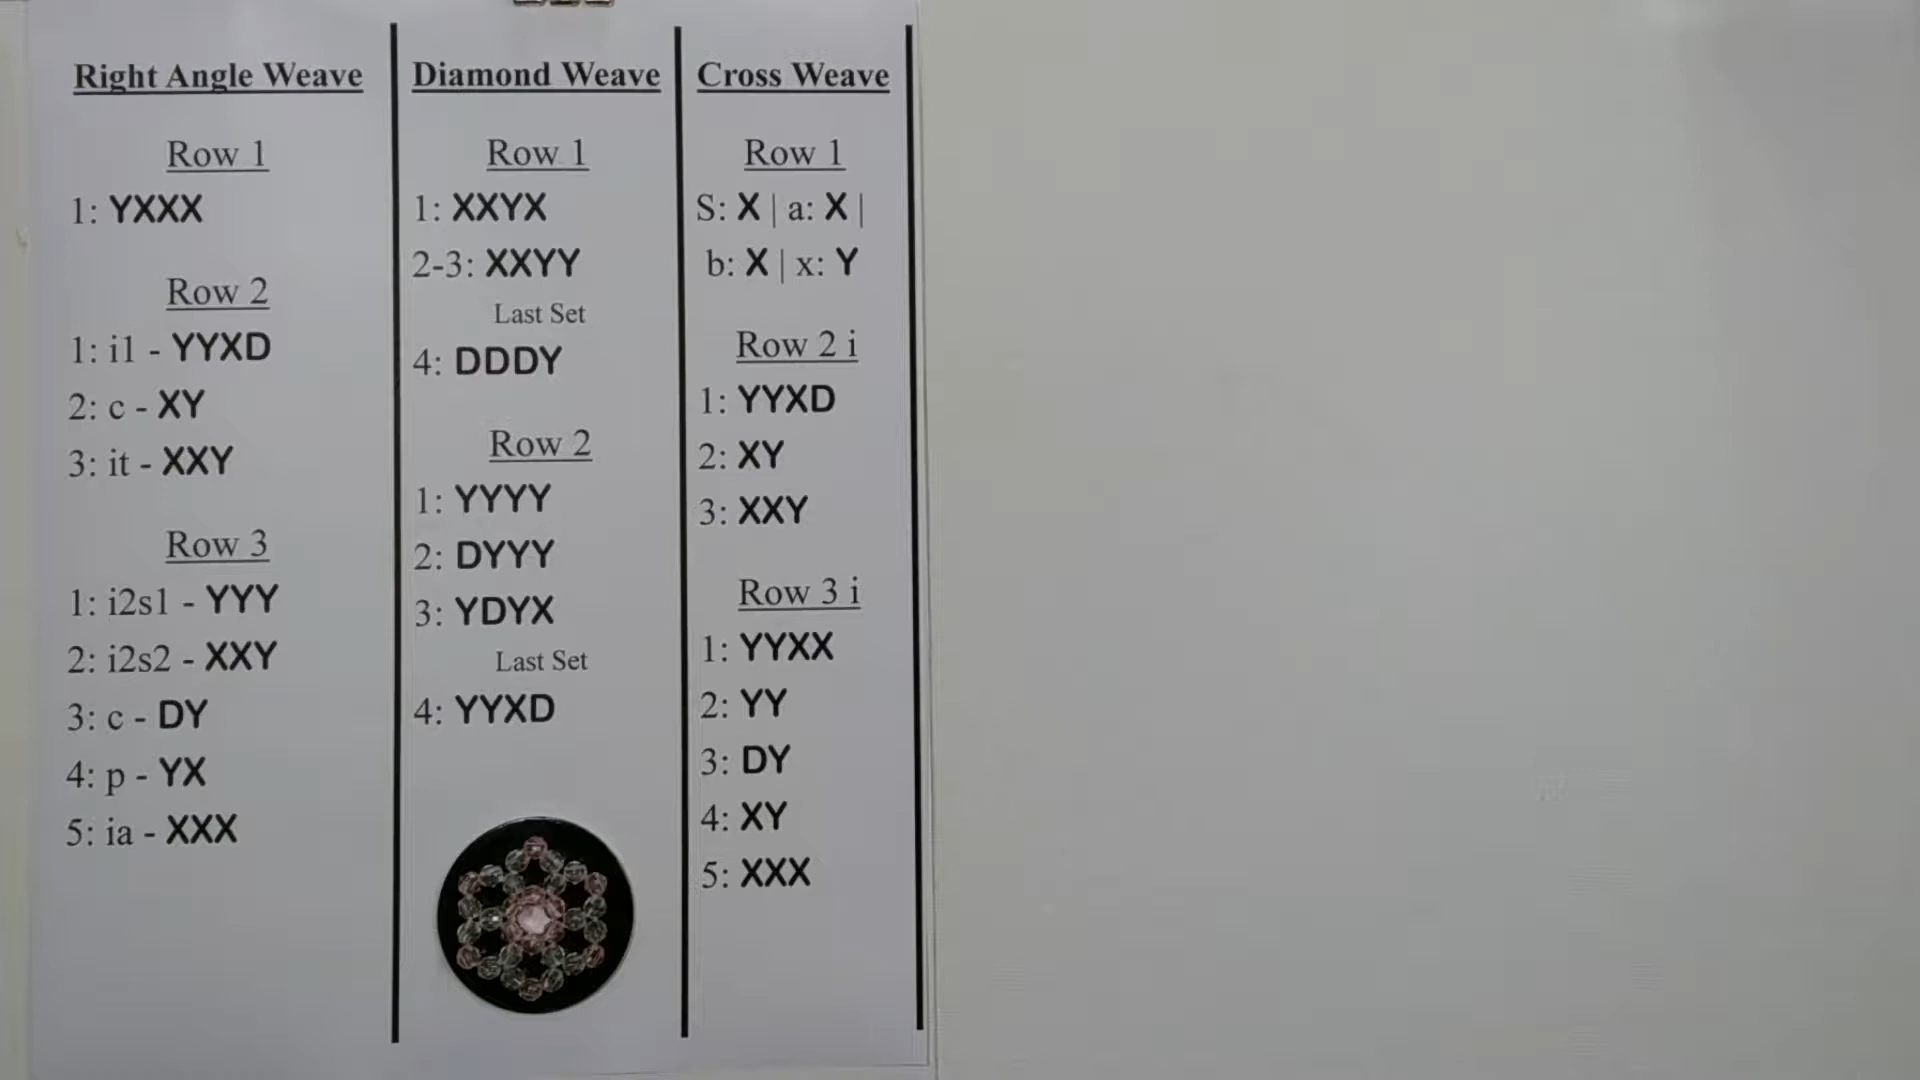 Right Angle Weave
Row 1
1: YXXX
Row 2
1: i1 - YYXD
2: c - XY
3: it - XXY
Row 3
1: i2s1 - YYY
2: i2s2 - XXY
3: c - DY
4: p - YX
5: ia - XXX
Diamond Weave
Row 1
1: XXYX
2-3: XXYY
Last Set
4: DDDY
Row 2
1: YYYY
2: DYYY
3: YDYX
Last Set
4: YYXD
Cross Weave
Row 1
S: X | a: X |
b: X | x: Y
Row 2 i
1: YYXD
2: XY
3: XXY
Row 3 i
1: YYXX
2: YY
3: DY
4: XY
5: XXX